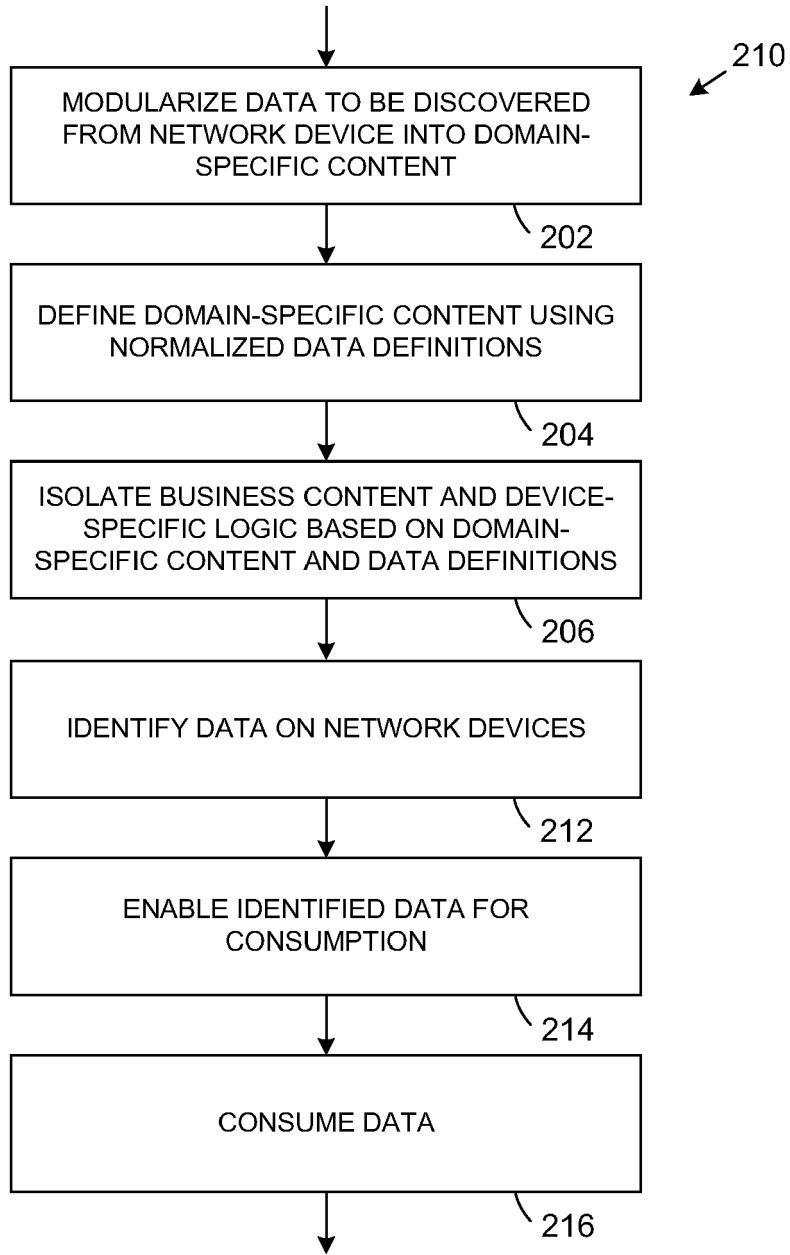 210
MODULARIZE DATA TO BE DISCOVERED
FROM NETWORK DEVICE INTO DOMAIN-
SPECIFIC CONTENT
202
DEFINE DOMAIN-SPECIFIC CONTENT USING
NORMALIZED DATA DEFINITIONS
204
ISOLATE BUSINESS CONTENT AND DEVICE-
SPECIFIC LOGIC BASED ON DOMAIN-
SPECIFIC CONTENT AND DATA DEFINITIONS
206
IDENTIFY DATA ON NETWORK DEVICES
212
ENABLE IDENTIFIED DATA FOR
CONSUMPTION
214
CONSUME DATA
216